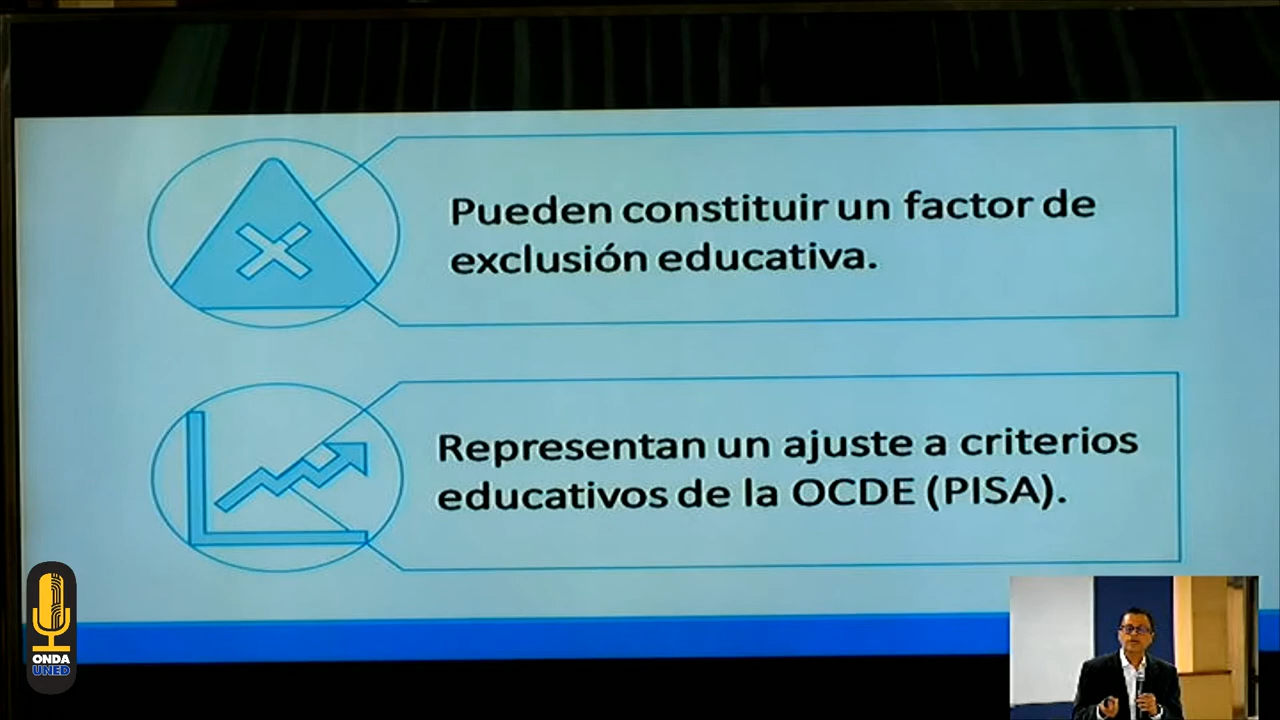 Pueden constituir un factor de
exclusión educativa.
Representan un ajuste a criterios
educativos de la OCDE (PISA).
ONDA
UNED